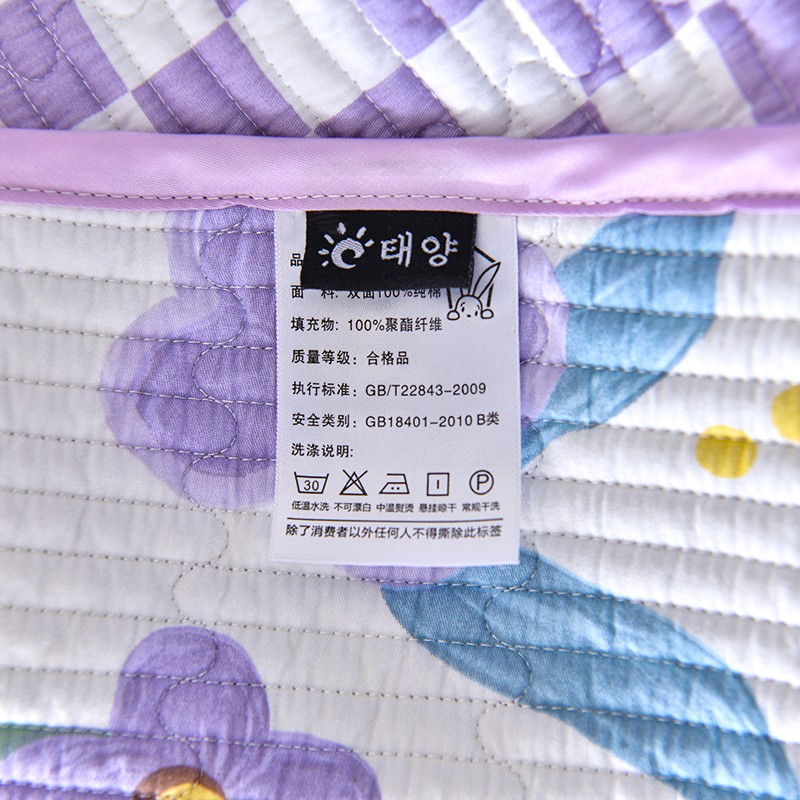 태양
品
面 料: 双面100%纯棉
填充物: 100%聚酯纤维
质量等级: 合格品
执行标准: GB/T22843-2009
安全类别: GB18401-2010 B类
洗涤说明:
30 P
低温水洗 不可漂白 中温熨烫 悬挂晾干 常规干洗
除了消费者以外任何人不得撕除此标签